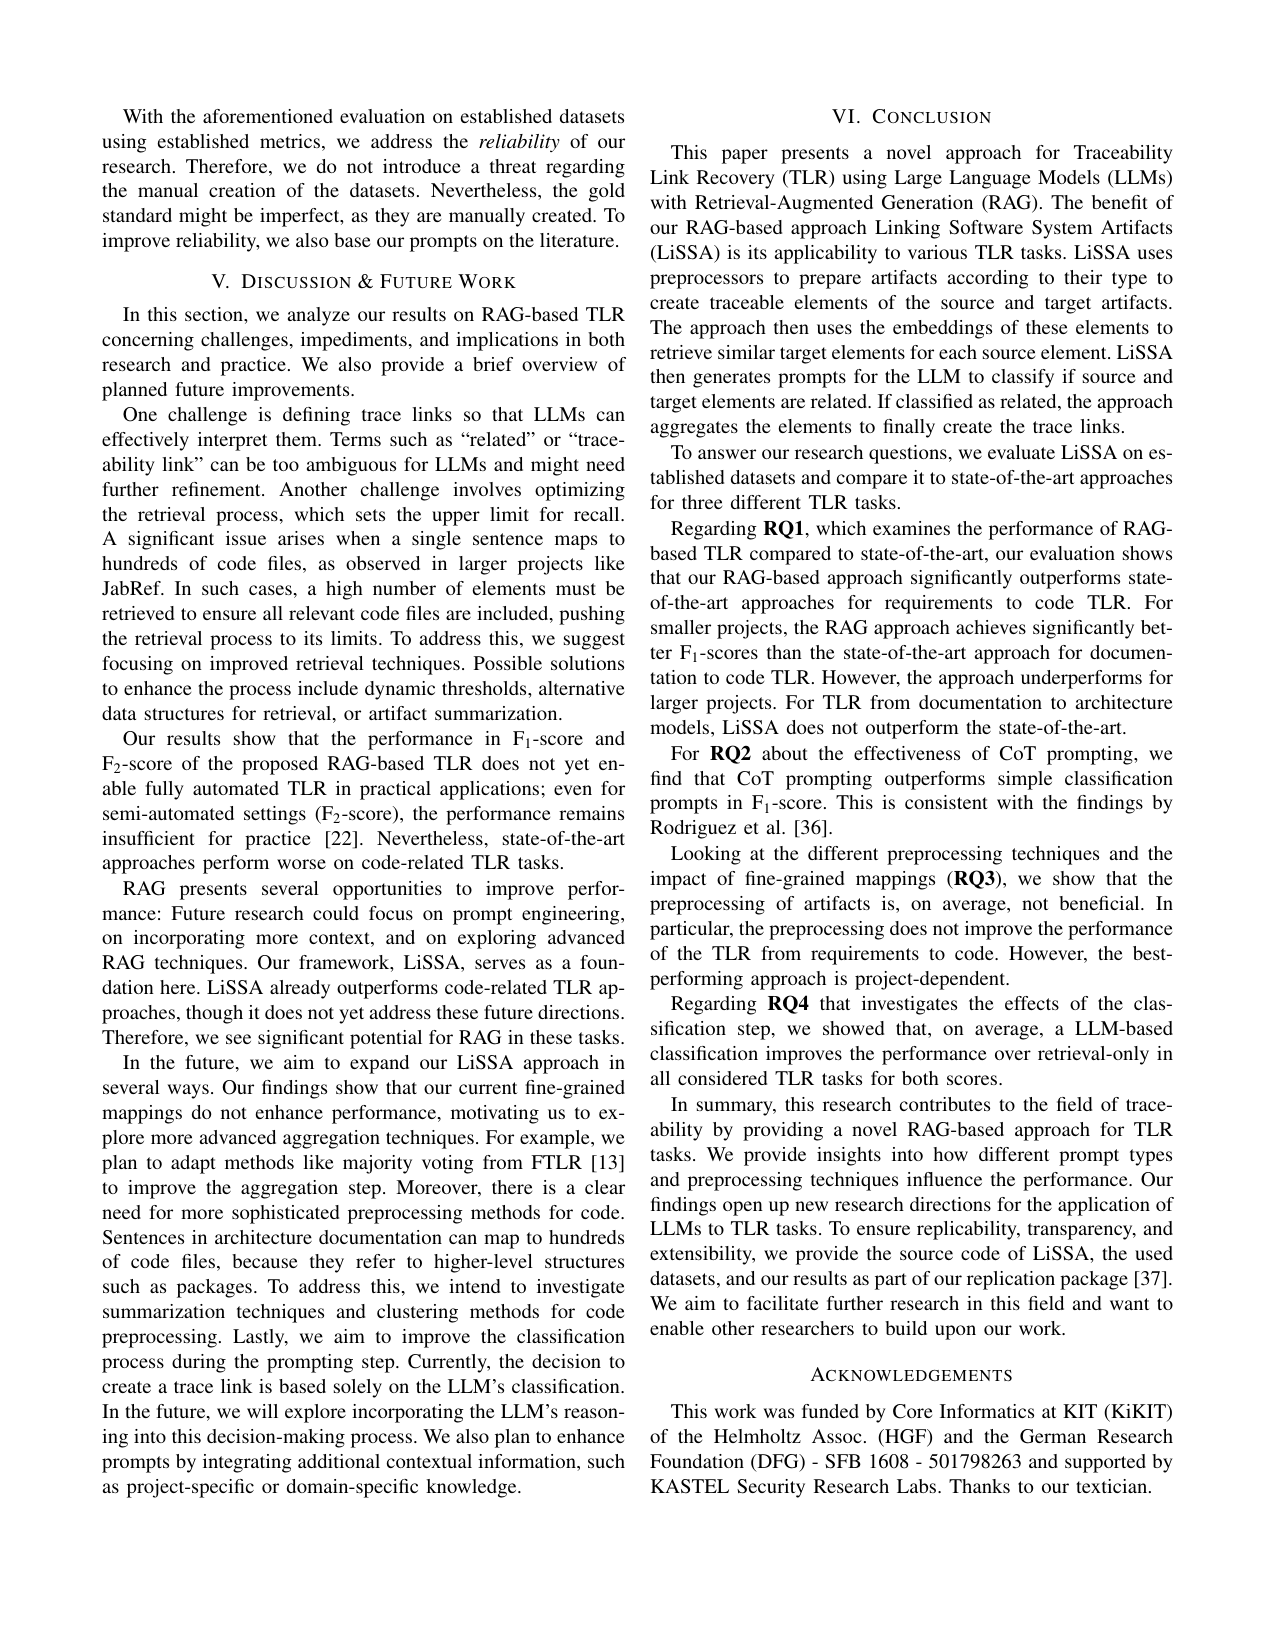 With the aforementioned evaluation on established datasets
using established metrics, we address the reliability of our
research. Therefore, we do not introduce a threat regarding
the manual creation of the datasets. Nevertheless, the gold
standard might be imperfect, as they are manually created. To
improve reliability, we also base our prompts on the literature.
V. DISCUSSION & FUTURE WORK
In this section, we analyze our results on RAG-based TLR
concerning challenges, impediments, and implications in both
research and practice. We also provide a brief overview of
planned future improvements.
One challenge is defining trace links so that LLMs can
effectively interpret them. Terms such as “related” or “trace-
ability link” can be too ambiguous for LLMs and might need
further refinement. Another challenge involves optimizing
the retrieval process, which sets the upper limit for recall.
A significant issue arises when a single sentence maps to
hundreds of code files, as observed in larger projects like
JabRef. In such cases, a high number of elements must be
retrieved to ensure all relevant code files are included, pushing
the retrieval process to its limits. To address this, we suggest
focusing on improved retrieval techniques. Possible solutions
to enhance the process include dynamic thresholds, alternative
data structures for retrieval, or artifact summarization.
Our results show that the performance in F₁-score and
F₂-score of the proposed RAG-based TLR does not yet en-
able fully automated TLR in practical applications; even for
semi-automated settings (F₂-score), the performance remains
insufficient for practice [22]. Nevertheless, state-of-the-art
approaches perform worse on code-related TLR tasks.
RAG presents several opportunities to improve perfor-
mance: Future research could focus on prompt engineering,
on incorporating more context, and on exploring advanced
RAG techniques. Our framework, LiSSA, serves as a foun-
dation here. LiSSA already outperforms code-related TLR ap-
proaches, though it does not yet address these future directions.
Therefore, we see significant potential for RAG in these tasks.
In the future, we aim to expand our LiSSA approach in
several ways. Our findings show that our current fine-grained
mappings do not enhance performance, motivating us to ex-
plore more advanced aggregation techniques. For example, we
plan to adapt methods like majority voting from FTLR [13]
to improve the aggregation step. Moreover, there is a clear
need for more sophisticated preprocessing methods for code.
Sentences in architecture documentation can map to hundreds
of code files, because they refer to higher-level structures
such as packages. To address this, we intend to investigate
summarization techniques and clustering methods for code
preprocessing. Lastly, we aim to improve the classification
process during the prompting step. Currently, the decision to
create a trace link is based solely on the LLM’s classification.
In the future, we will explore incorporating the LLM’s reason-
ing into this decision-making process. We also plan to enhance
prompts by integrating additional contextual information, such
as project-specific or domain-specific knowledge.
VI. CONCLUSION
This paper presents a novel approach for Traceability
Link Recovery (TLR) using Large Language Models (LLMs)
with Retrieval-Augmented Generation (RAG). The benefit of
our RAG-based approach Linking Software System Artifacts
(LiSSA) is its applicability to various TLR tasks. LiSSA uses
preprocessors to prepare artifacts according to their type to
create traceable elements of the source and target artifacts.
The approach then uses the embeddings of these elements to
retrieve similar target elements for each source element. LiSSA
then generates prompts for the LLM to classify if source and
target elements are related. If classified as related, the approach
aggregates the elements to finally create the trace links.
To answer our research questions, we evaluate LiSSA on es-
tablished datasets and compare it to state-of-the-art approaches
for three different TLR tasks.
Regarding RQ1, which examines the performance of RAG-
based TLR compared to state-of-the-art, our evaluation shows
that our RAG-based approach significantly outperforms state-
of-the-art approaches for requirements to code TLR. For
smaller projects, the RAG approach achieves significantly bet-
ter F₁-scores than the state-of-the-art approach for documen-
tation to code TLR. However, the approach underperforms for
larger projects. For TLR from documentation to architecture
models, LiSSA does not outperform the state-of-the-art.
For RQ2 about the effectiveness of CoT prompting, we
find that CoT prompting outperforms simple classification
prompts in F₁-score. This is consistent with the findings by
Rodriguez et al. [36].
Looking at the different preprocessing techniques and the
impact of fine-grained mappings (RQ3), we show that the
preprocessing of artifacts is, on average, not beneficial. In
particular, the preprocessing does not improve the performance
of the TLR from requirements to code. However, the best-
performing approach is project-dependent.
Regarding RQ4 that investigates the effects of the clas-
sification step, we showed that, on average, a LLM-based
classification improves the performance over retrieval-only in
all considered TLR tasks for both scores.
In summary, this research contributes to the field of trace-
ability by providing a novel RAG-based approach for TLR
tasks. We provide insights into how different prompt types
and preprocessing techniques influence the performance. Our
findings open up new research directions for the application of
LLMs to TLR tasks. To ensure replicability, transparency, and
extensibility, we provide the source code of LiSSA, the used
datasets, and our results as part of our replication package [37].
We aim to facilitate further research in this field and want to
enable other researchers to build upon our work.
ACKNOWLEDGEMENTS
This work was funded by Core Informatics at KIT (KiKIT)
of the Helmholtz Assoc. (HGF) and the German Research
Foundation (DFG) - SFB 1608 - 501798263 and supported by
KASTEL Security Research Labs. Thanks to our textician.